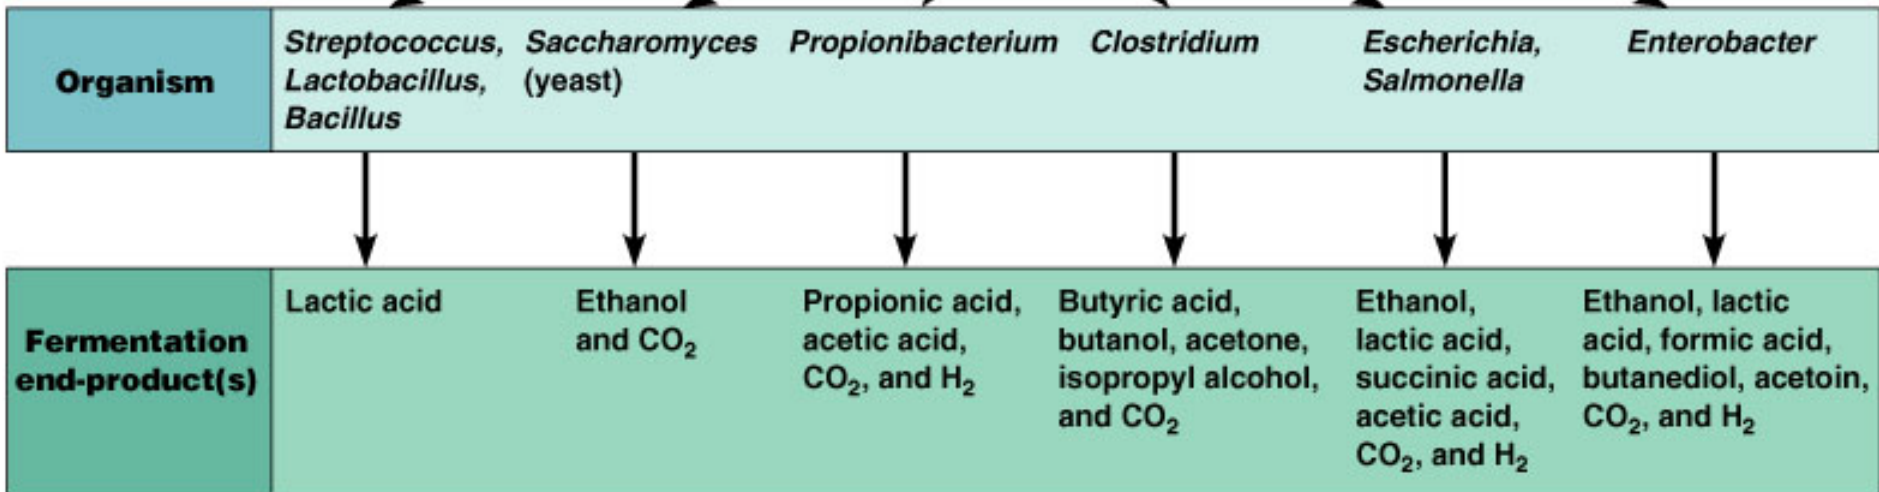 Organism
Streptococcus,
Lactobacillus,
Bacillus
Saccharomyces
(yeast)
Propionibacterium
Clostridium
Escherichia,
Salmonella
Enterobacter
Fermentation
end-product(s)
Lactic acid
Ethanol
and CO₂
Propionic acid,
acetic acid,
CO₂, and H₂
Butyric acid,
butanol, acetone,
isopropyl alcohol,
and CO₂
Ethanol,
lactic acid,
succinic acid,
acetic acid,
CO₂, and H₂
Ethanol, lactic
acid, formic acid,
butanediol, acetoin,
CO₂, and H₂